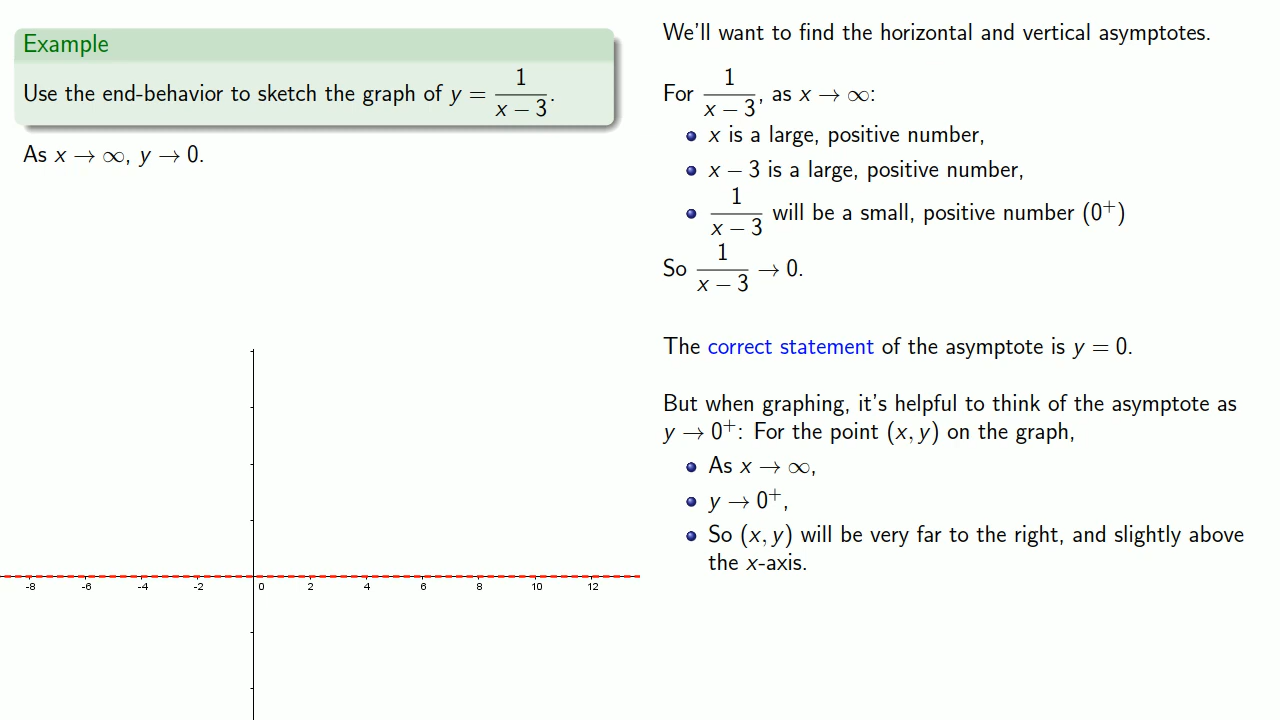 Example
Use the end-behavior to sketch the graph of y = 1/(x − 3).
As x → ∞, y → 0.
-8 -6 -4 -2 0 2 4 6 8 10 12
We'll want to find the horizontal and vertical asymptotes.
For 1/(x − 3), as x → ∞:
x is a large, positive number,
x − 3 is a large, positive number,
1/(x − 3) will be a small, positive number (0⁺)
So 1/(x − 3) → 0.
The correct statement of the asymptote is y = 0.
But when graphing, it's helpful to think of the asymptote as
y → 0⁺: For the point (x, y) on the graph,
As x → ∞,
y → 0⁺,
So (x, y) will be very far to the right, and slightly above
the x-axis.